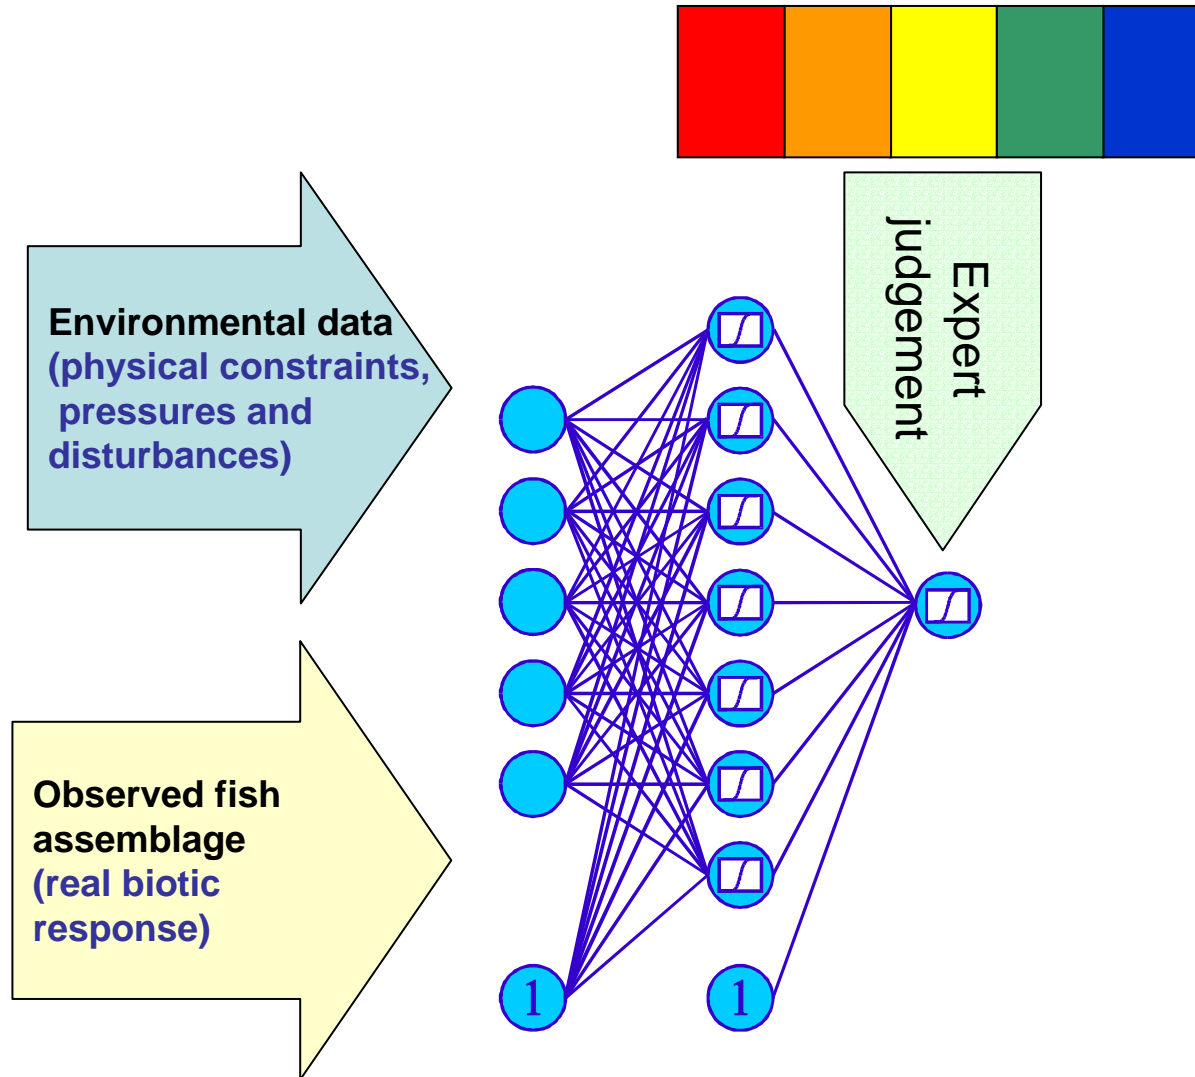 Expert
judgement
Environmental data
(physical constraints,
pressures and
disturbances)
Observed fish
assemblage
(real biotic
response)
1
1